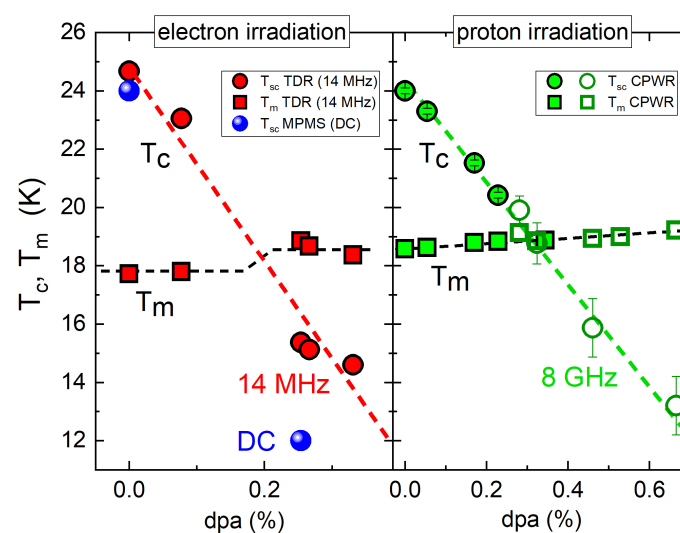 electron irradiation
proton irradiation
Tsc TDR (14 MHz)
Tm TDR (14 MHz)
Tsc MPMS (DC)
Tsc CPWR
Tm CPWR
Tc, Tm (K)
26
24
22
20
18
16
14
12
Tc
Tm
14 MHz
DC
Tc
Tm
8 GHz
0.0
0.2
0.0
0.2
0.4
0.6
dpa (%)
dpa (%)